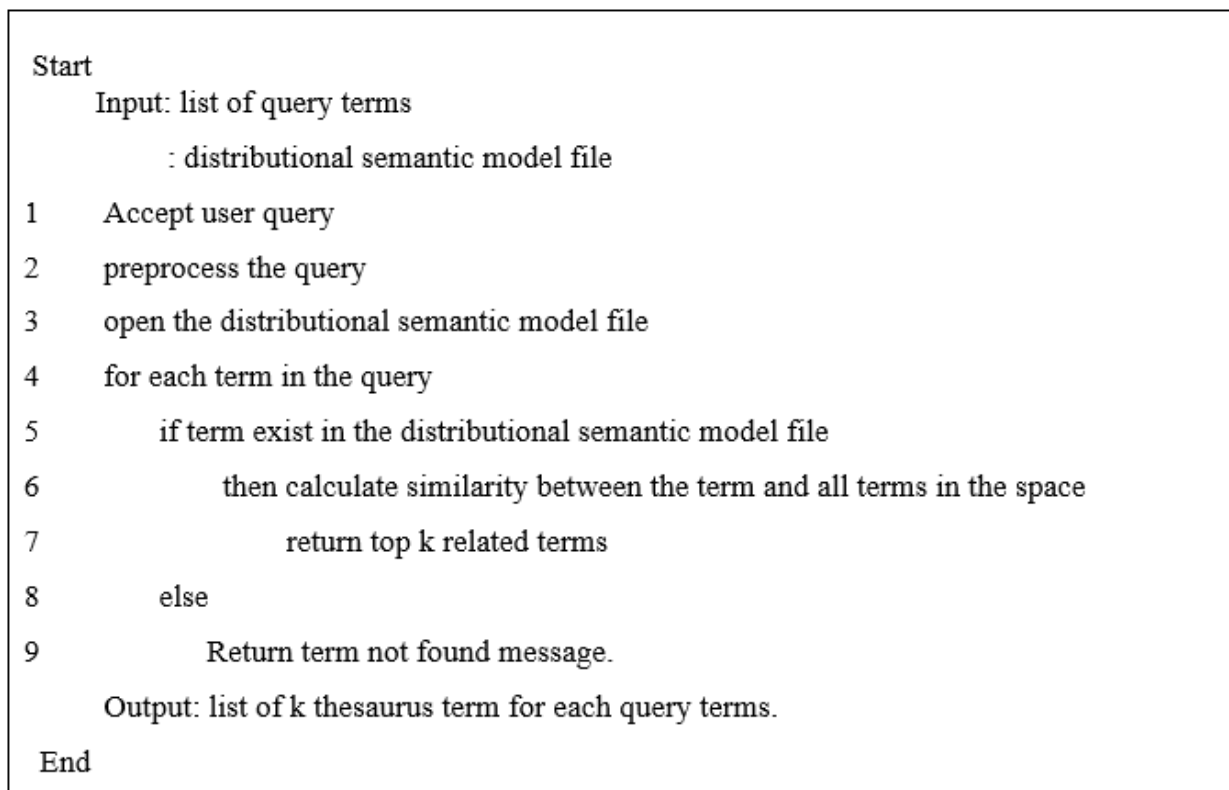 Start
Input: list of query terms
: distributional semantic model file
1 Accept user query
2 preprocess the query
3 open the distributional semantic model file
4 for each term in the query
5 if term exist in the distributional semantic model file
6 then calculate similarity between the term and all terms in the space
7 return top k related terms
8 else
9 Return term not found message.
Output: list of k thesaurus term for each query terms.
End